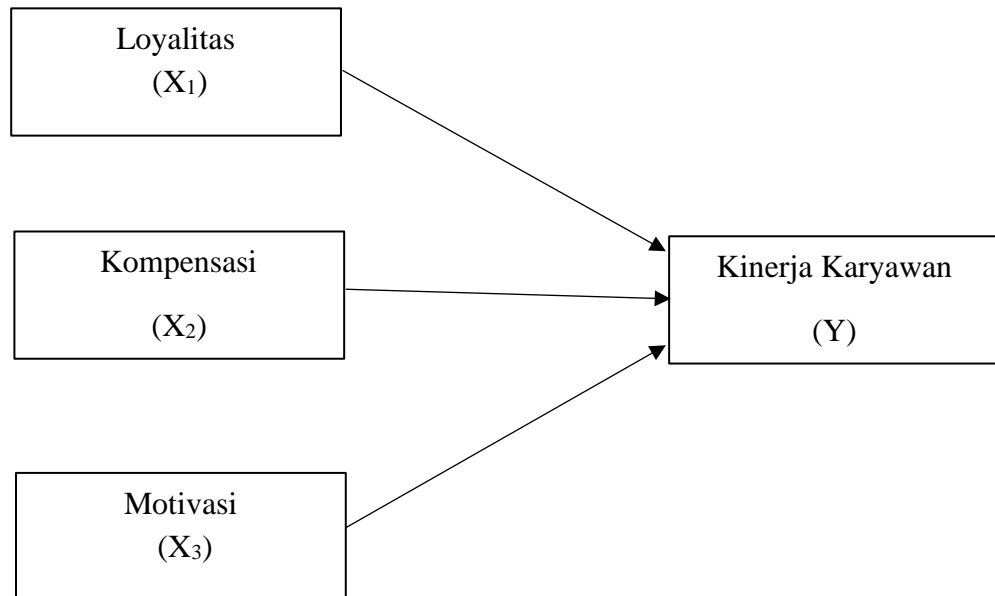 Loyalitas
(X₁)
Kompensasi
(X₂)
Motivasi
(X₃)
Kinerja Karyawan
(Y)